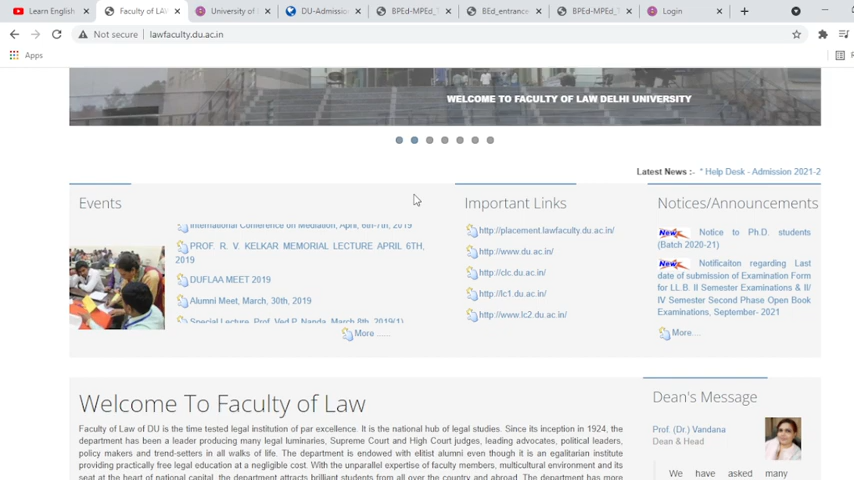 Learn English
Faculty of LAW
University of
DU-Admission
BPEd-MPEd_
BEd_entrance
BPEd-MPEd_
Login
Not secure
lawfaculty.du.ac.in
Apps
WELCOME TO FACULTY OF LAW DELHI UNIVERSITY
Latest News :- * Help Desk - Admission 2021-2
Events
International Conference on Mediation, April, 6th-7th, 2019
PROF. R. V. KELKAR MEMORIAL LECTURE APRIL 6TH,
2019
DUFLAA MEET 2019
Alumni Meet, March, 30th, 2019
Special Lecture, Prof. Ved P. Nanda, March 8th, 2019(1)
More ......
Important Links
http://placement.lawfaculty.du.ac.in/
http://www.du.ac.in/
http://clc.du.ac.in/
http://lc1.du.ac.in/
http://www.lc2.du.ac.in/
Notices/Announcements
New Notice to Ph.D. students
(Batch 2020-21)
New Notificaiton regarding Last
date of submission of Examination Form
for LL.B. II Semester Examinations & II/
IV Semester Second Phase Open Book
Examinations, September- 2021
More....
Welcome To Faculty of Law
Faculty of Law of DU is the time tested legal institution of par excellence. It is the national hub of legal studies. Since its inception in 1924, the
department has been a leader producing many legal luminaries, Supreme Court and High Court judges, leading advocates, political leaders,
policy makers and trend-setters in all walks of life. The department is endowed with elitist alumni even though it is an egalitarian institute
providing practically free legal education at a negligible cost. With the unparallel expertise of faculty members, multicultural environment and its
seat at the heart of national capital, the department attracts brilliant students from all over the country and abroad. The department has more
Dean's Message
Prof. (Dr.) Vandana
Dean & Head
We have asked many